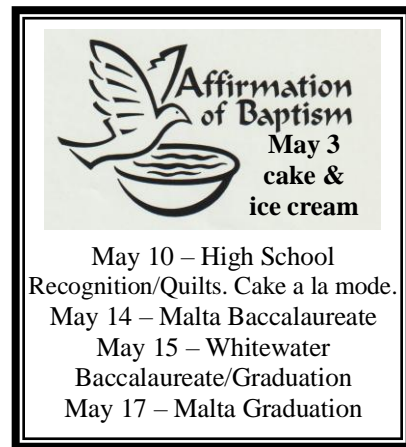 Affirmation
of Baptism
May 3
cake &
ice cream
May 10 – High School
Recognition/Quilts. Cake a la mode.
May 14 – Malta Baccalaureate
May 15 – Whitewater
Baccalaureate/Graduation
May 17 – Malta Graduation